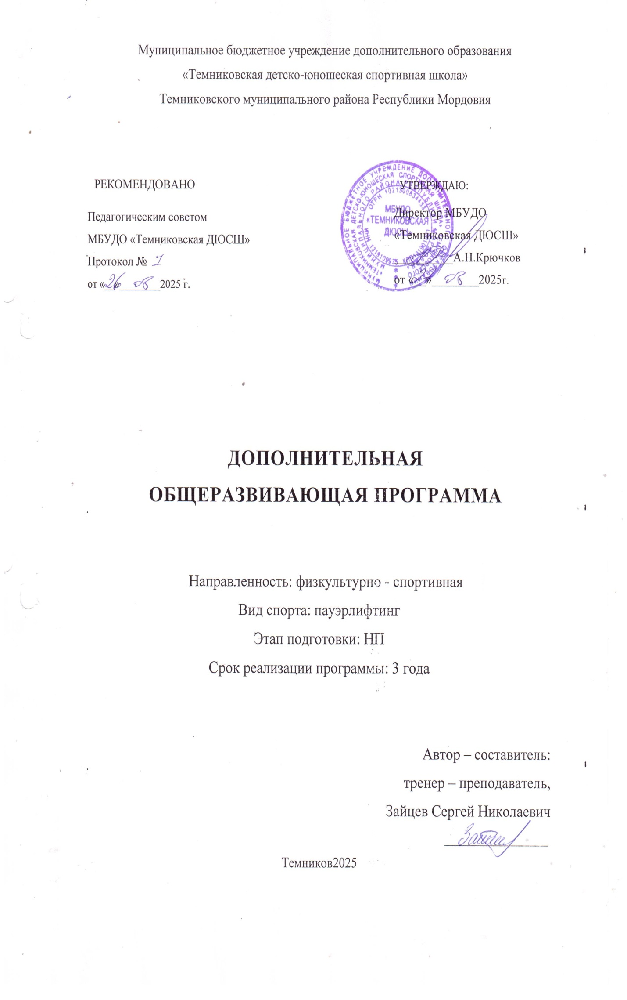 Муниципальное бюджетное учреждение дополнительного образования
«Темниковская детско-юношеская спортивная школа»
Темниковского муниципального района Республики Мордовия
РЕКОМЕНДОВАНО
Педагогическим советом
МБУДО «Темниковская ДЮСШ»
Протокол № 1
от «26» 08 2025 г.
УТВЕРЖДАЮ:
Директор МБУДО
«Темниковская ДЮСШ»
А.Н.Крючков
от «__» 08 2025г.
МБУДО
«ТЕМНИКОВСКАЯ
ДЮСШ»
ДОПОЛНИТЕЛЬНАЯ
ОБЩЕРАЗВИВАЮЩАЯ ПРОГРАММА
Направленность: физкультурно - спортивная
Вид спорта: пауэрлифтинг
Этап подготовки: НП
Срок реализации программы: 3 года
Автор – составитель:
тренер – преподаватель,
Зайцев Сергей Николаевич
Темников2025